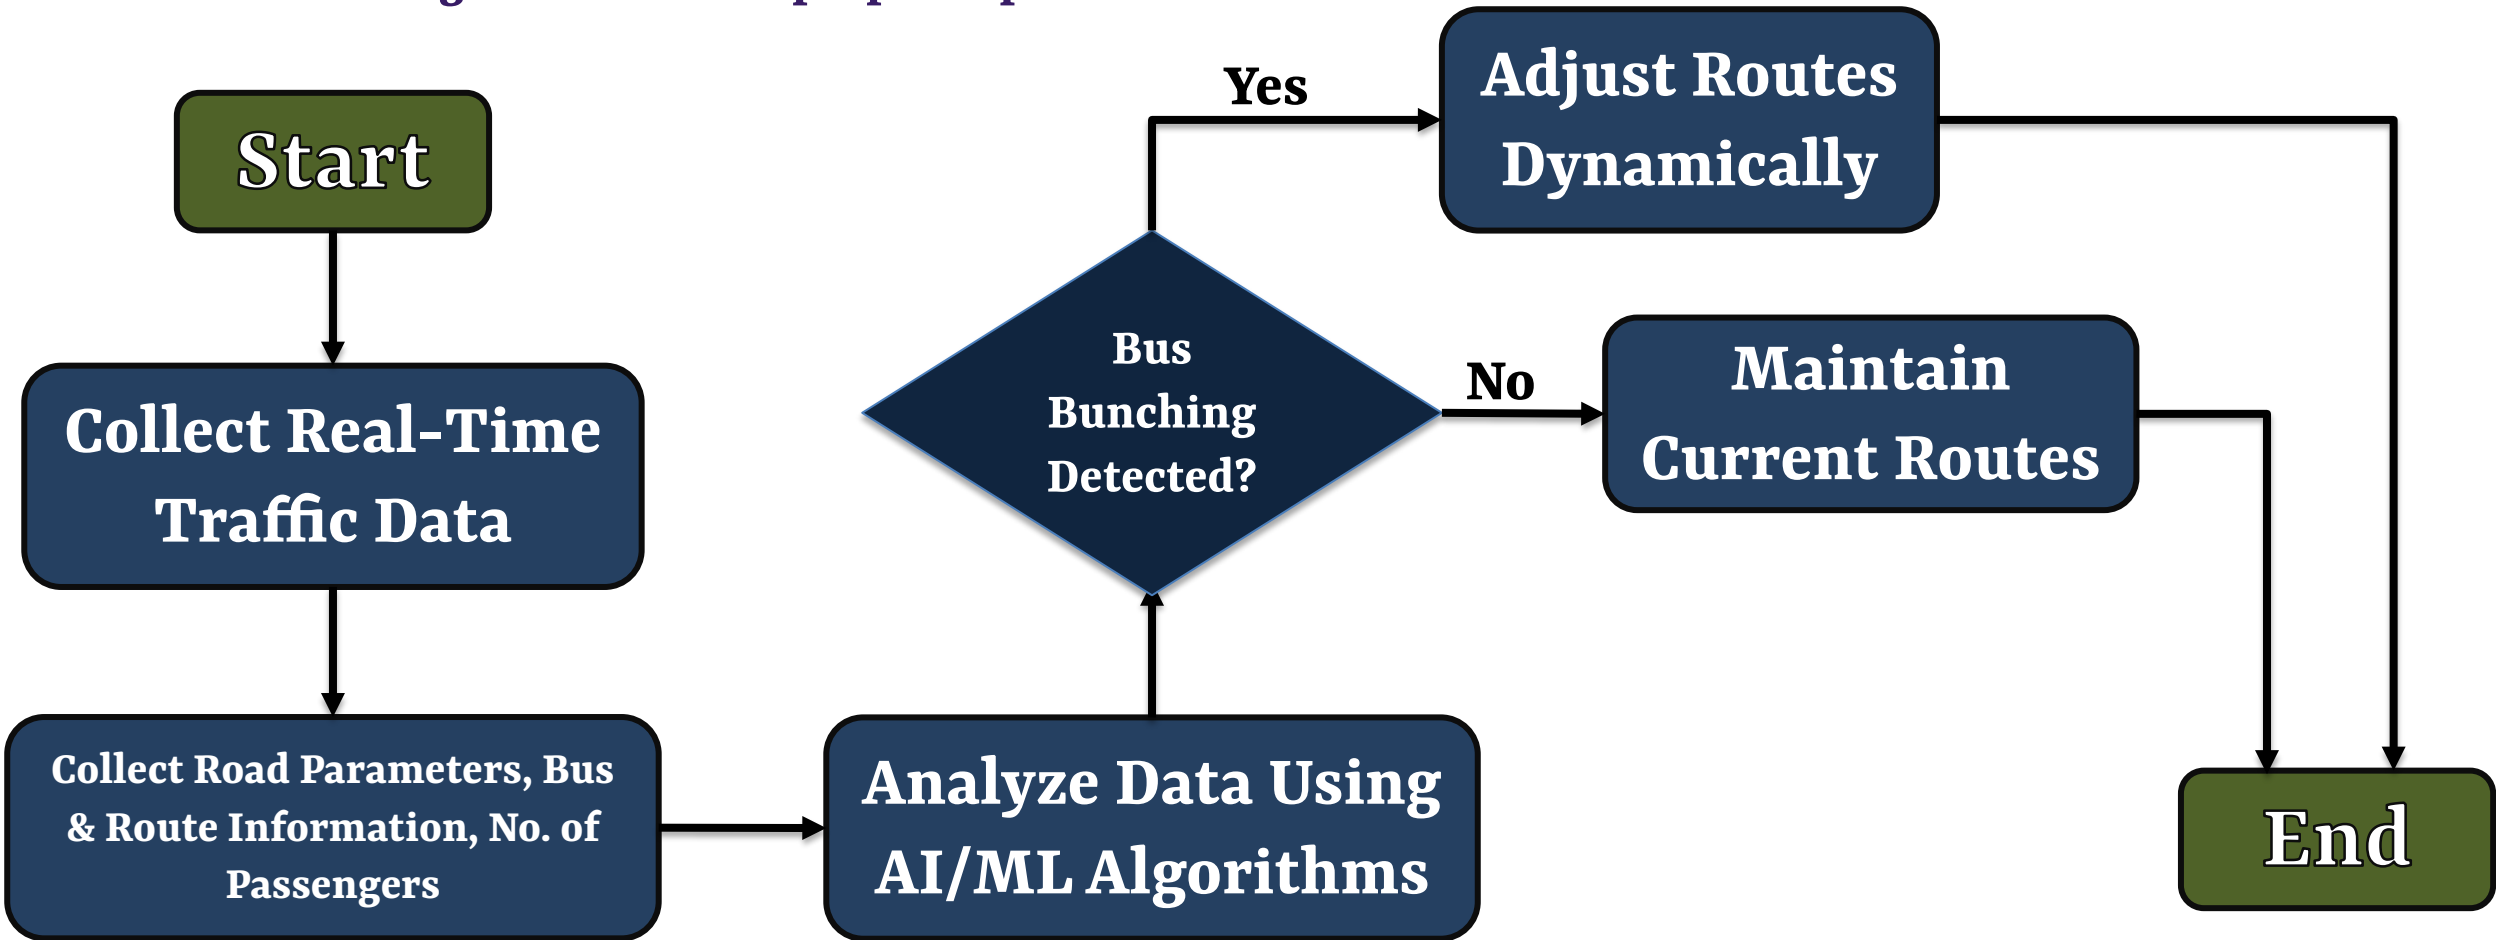 Start
Collect Real-Time
Traffic Data
Collect Road Parameters, Bus
& Route Information, No. of
Passengers
Analyze Data Using
AI/ML Algorithms
Bus
Bunching
Detected?
Yes
Adjust Routes
Dynamically
No
Maintain
Current Routes
End